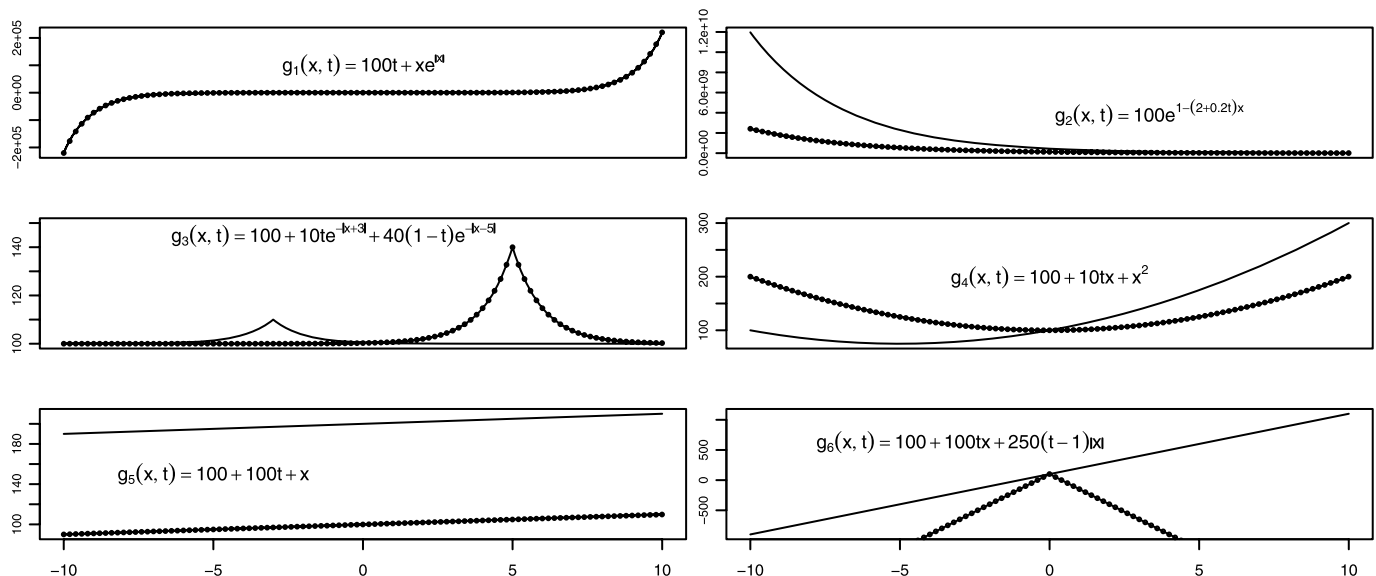 2e+05
0e+00
−2e+05
g1(x, t) = 100t + xe^|x|
1.2e+10
6.0e+09
0.0e+00
g2(x, t) = 100e^1−(2+0.2t)x
140
120
100
g3(x, t) = 100 + 10te^−|x+3| + 40(1 − t)e^−|x−5|
300
200
100
g4(x, t) = 100 + 10tx + x^2
180
140
100
g5(x, t) = 100 + 100t + x
−10 −5 0 5 10
500
0
−500
g6(x, t) = 100 + 100tx + 250(t − 1)|x|
−10 −5 0 5 10